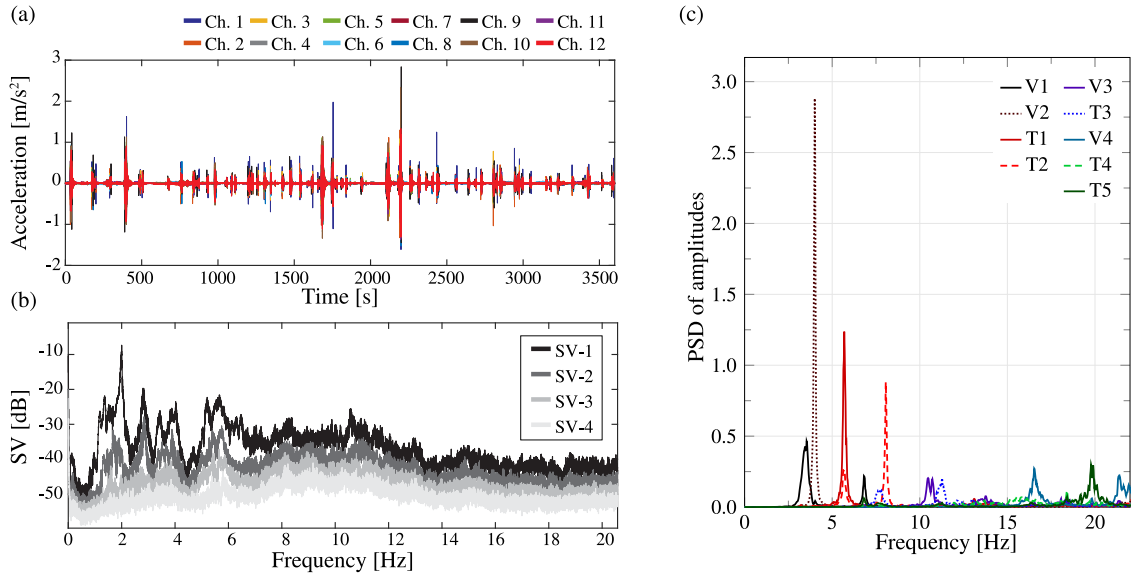 (a)
Ch. 1 Ch. 3 Ch. 5 Ch. 7 Ch. 9 Ch. 11
Ch. 2 Ch. 4 Ch. 6 Ch. 8 Ch. 10 Ch. 12
3
2
1
0
-1
-2
Acceleration [m/s²]
0 500 1000 1500 2000 2500 3000 3500
Time [s]
(b)
-10
-20
-30
-40
-50
SV [dB]
SV-1
SV-2
SV-3
SV-4
0 2 4 6 8 10 12 14 16 18 20
Frequency [Hz]
(c)
3.0
2.5
2.0
1.5
1.0
0.5
0.0
PSD of amplitudes
V1 V3
V2 T3
T1 V4
T2 T4
T5
0 5 10 15 20
Frequency [Hz]